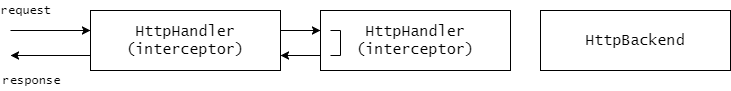 request
HttpHandler
(interceptor)
HttpHandler
(interceptor)
HttpBackend
response